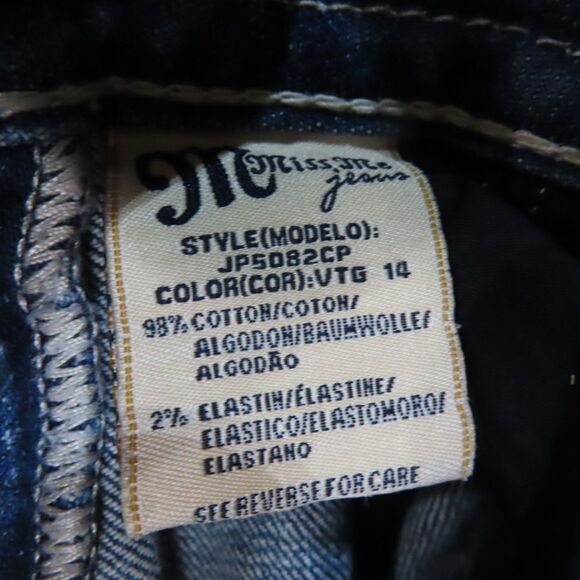 M Miss Me
jeans
STYLE(MODELO):
JP5082CP
COLOR(COR):VTG 14
98% COTTON/COTON/
ALGODON/BAUMWOLLE/
ALGODÃO
2% ELASTIN/ÉLASTINE/
ELASTICO/ELASTOMORO/
ELASTANO
SEE REVERSE FOR CARE